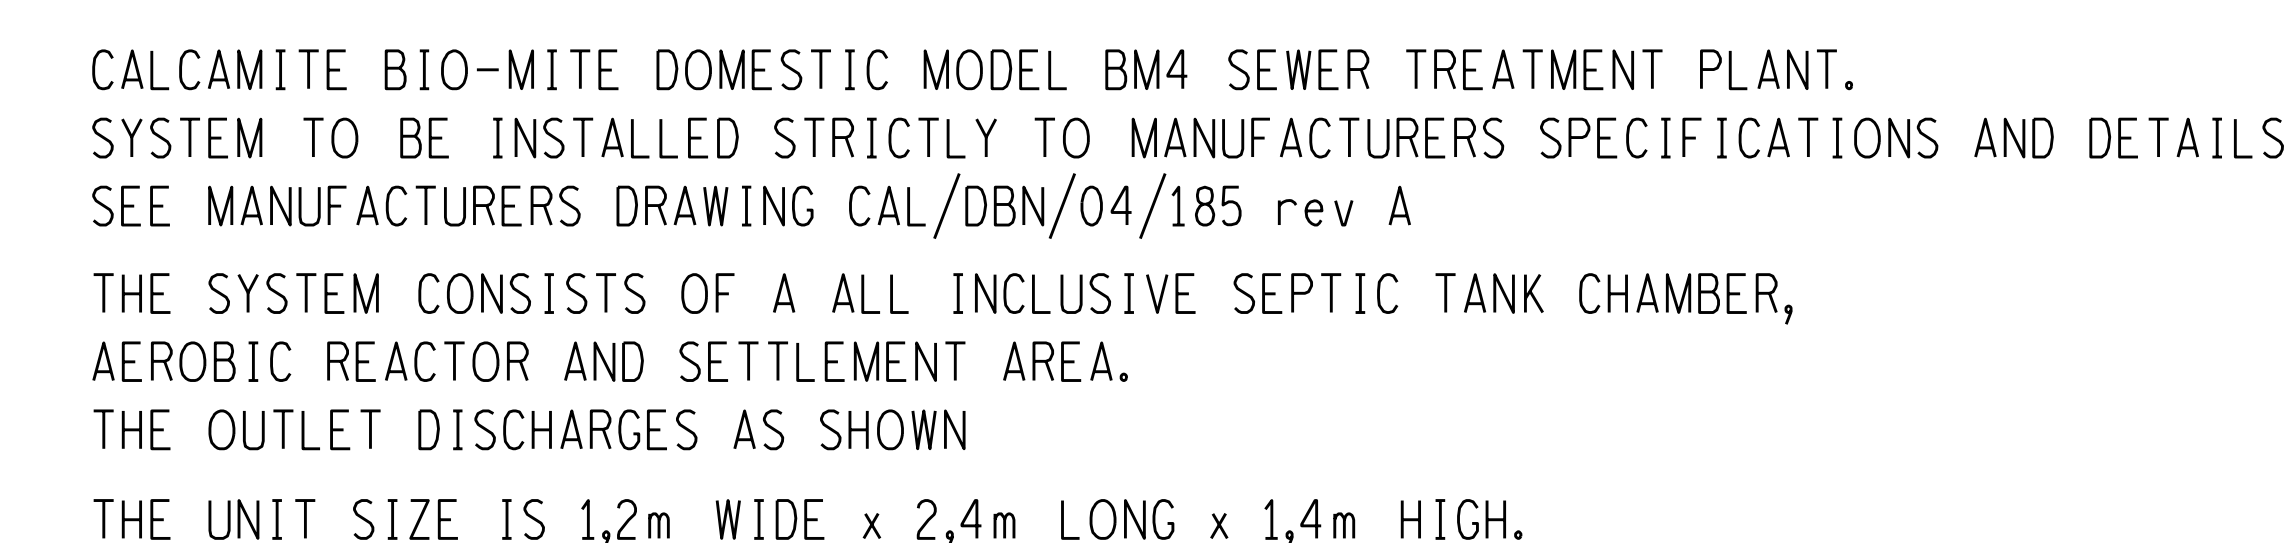 CALCAMITE BIO-MITE DOMESTIC MODEL BM4 SEWER TREATMENT PLANT.
SYSTEM TO BE INSTALLED STRICTLY TO MANUFACTURERS SPECIFICATIONS AND DETAILS
SEE MANUFACTURERS DRAWING CAL/DBN/04/185 rev A
THE SYSTEM CONSISTS OF A ALL INCLUSIVE SEPTIC TANK CHAMBER,
AEROBIC REACTOR AND SETTLEMENT AREA.
THE OUTLET DISCHARGES AS SHOWN
THE UNIT SIZE IS 1,2m WIDE x 2,4m LONG x 1,4m HIGH.